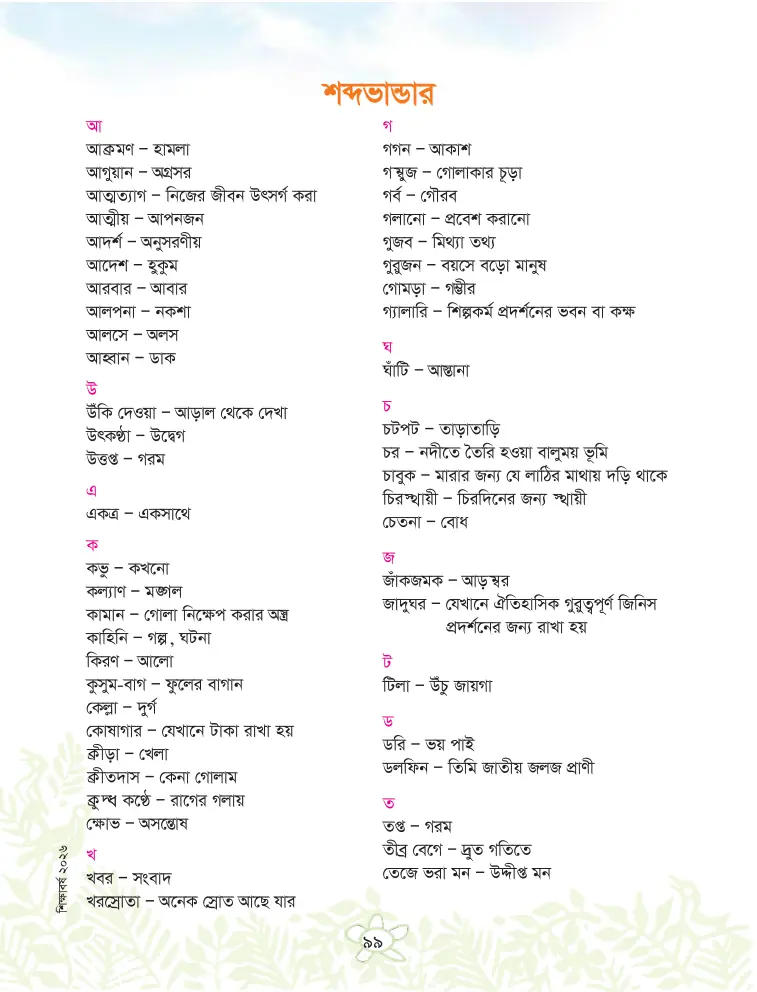 শব্দভান্ডার
আ
আক্রমণ – হামলা
আগুয়ান – অগ্রসর
আত্মত্যাগ – নিজের জীবন উৎসর্গ করা
আত্মীয় – আপনজন
আদর্শ – অনুসরণীয়
আদেশ – হুকুম
আরবার – আবার
আলপনা – নকশা
আলসে – অলস
আহ্বান – ডাক
উ
উঁকি দেওয়া – আড়াল থেকে দেখা
উৎকণ্ঠা – উদ্বেগ
উত্তপ্ত – গরম
এ
একত্র – একসাথে
ক
কভু – কখনো
কল্যাণ – মঙ্গল
কামান – গোলা নিক্ষেপ করার অস্ত্র
কাহিনি – গল্প, ঘটনা
কিরণ – আলো
কুসুম-বাগ – ফুলের বাগান
কেল্লা – দুর্গ
কোষাগার – যেখানে টাকা রাখা হয়
ক্রীড়া – খেলা
ক্রীতদাস – কেনা গোলাম
ক্রুদ্ধ কণ্ঠে – রাগের গলায়
ক্ষোভ – অসন্তোষ
খ
খবর – সংবাদ
খরস্রোতা – অনেক স্রোত আছে যার
গ
গগন – আকাশ
গম্বুজ – গোলাকার চূড়া
গর্ব – গৌরব
গলানো – প্রবেশ করানো
গুজব – মিথ্যা তথ্য
গুরুজন – বয়সে বড়ো মানুষ
গোমড়া – গম্ভীর
গ্যালারি – শিল্পকর্ম প্রদর্শনের ভবন বা কক্ষ
ঘ
ঘাঁটি – আস্তানা
চ
চটপট – তাড়াতাড়ি
চর – নদীতে তৈরি হওয়া বালুময় ভূমি
চাবুক – মারার জন্য যে লাঠির মাথায় দড়ি থাকে
চিরস্থায়ী – চিরদিনের জন্য স্থায়ী
চেতনা – বোধ
জ
জাঁকজমক – আড়ম্বর
জাদুঘর – যেখানে ঐতিহাসিক গুরুত্বপূর্ণ জিনিস
প্রদর্শনের জন্য রাখা হয়
ট
টিলা – উঁচু জায়গা
ড
ডরি – ভয় পাই
ডলফিন – তিমি জাতীয় জলজ প্রাণী
ত
তপ্ত – গরম
তীব্র বেগে – দ্রুত গতিতে
তেজে ভরা মন – উদ্দীপ্ত মন
শিক্ষাবর্ষ ২০২৬
৯৯